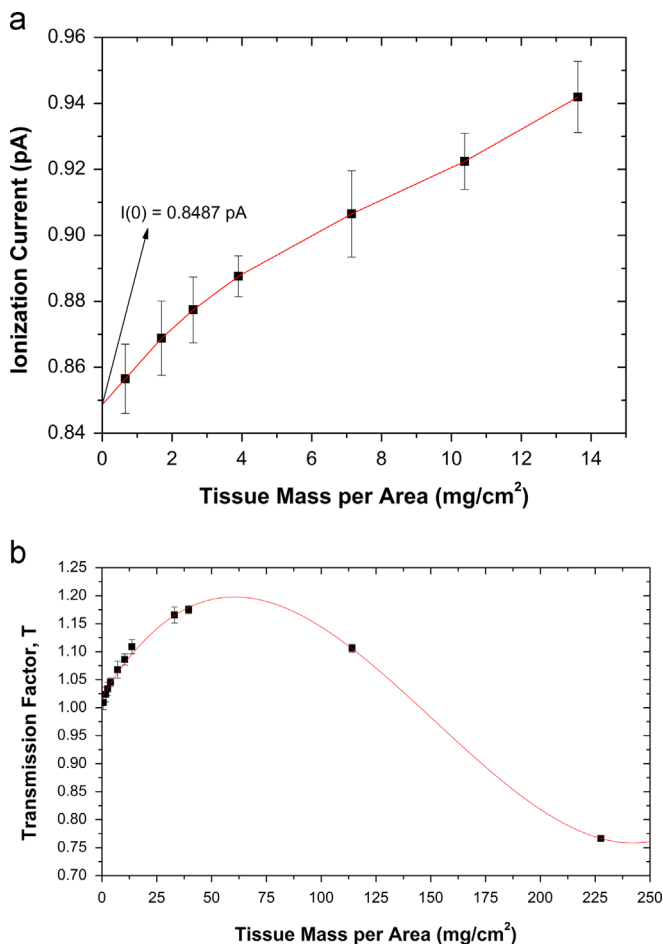 a
0.96
0.94
0.92
0.90
0.88
0.86
0.84
Ionization Current (pA)
I(0) = 0.8487 pA
0 2 4 6 8 10 12 14
Tissue Mass per Area (mg/cm²)
b
1.25
1.20
1.15
1.10
1.05
1.00
0.95
0.90
0.85
0.80
0.75
0.70
Transmission Factor, T
0 25 50 75 100 125 150 175 200 225 250
Tissue Mass per Area (mg/cm²)